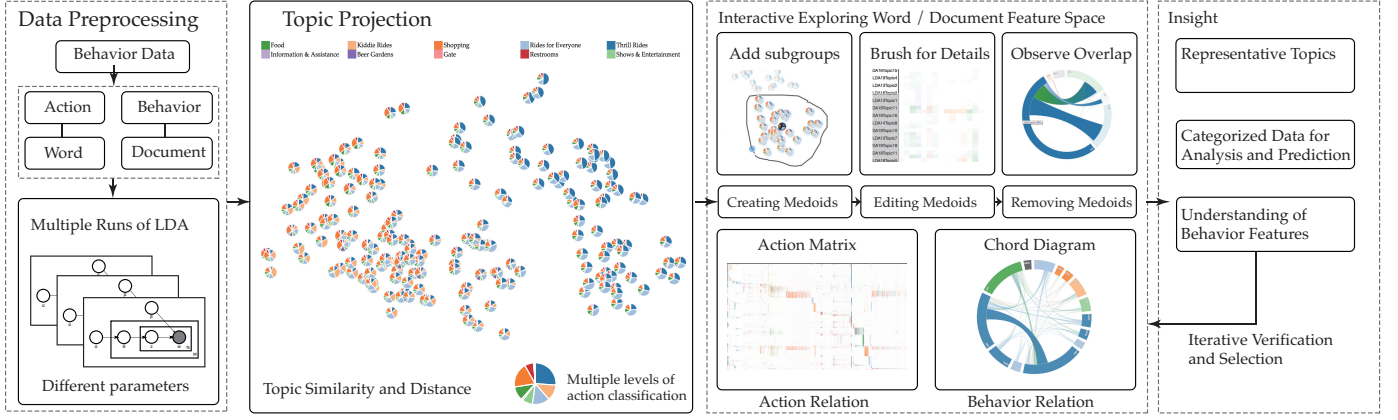 Data Preprocessing
Behavior Data
Action
Behavior
Word
Document
Multiple Runs of LDA
Different parameters
Topic Projection
Food
Kiddie Rides
Shopping
Rides for Everyone
Thrill Rides
Information & Assistance
Beer Gardens
Gate
Restrooms
Shows & Entertainment
Topic Similarity and Distance
Multiple levels of
action classification
Interactive Exploring Word / Document Feature Space
Add subgroups
Brush for Details
Observe Overlap
Creating Medoids
Editing Medoids
Removing Medoids
Action Matrix
Chord Diagram
Action Relation
Behavior Relation
Insight
Representative Topics
Categorized Data for
Analysis and Prediction
Understanding of
Behavior Features
Iterative Verification
and Selection